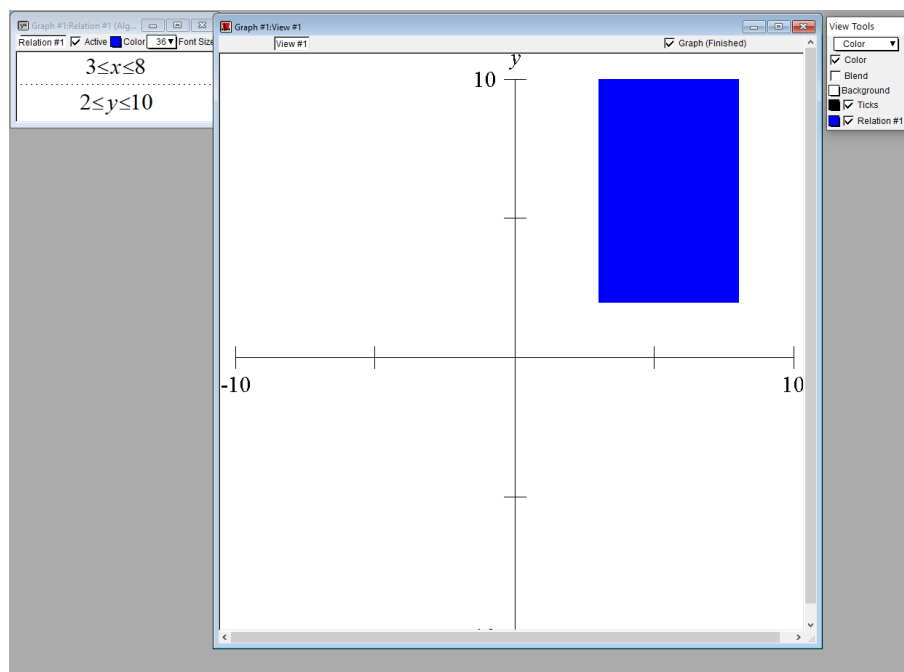 Graph #1:Relation #1 (Alg...
Relation #1 Active Color 36▼ Font Size
3≤x≤8
2≤y≤10
Graph #1:View #1
View #1 Graph (Finished)
y
10
-10
10
View Tools
Color ▼
Color
Blend
Background
Ticks
Relation #1